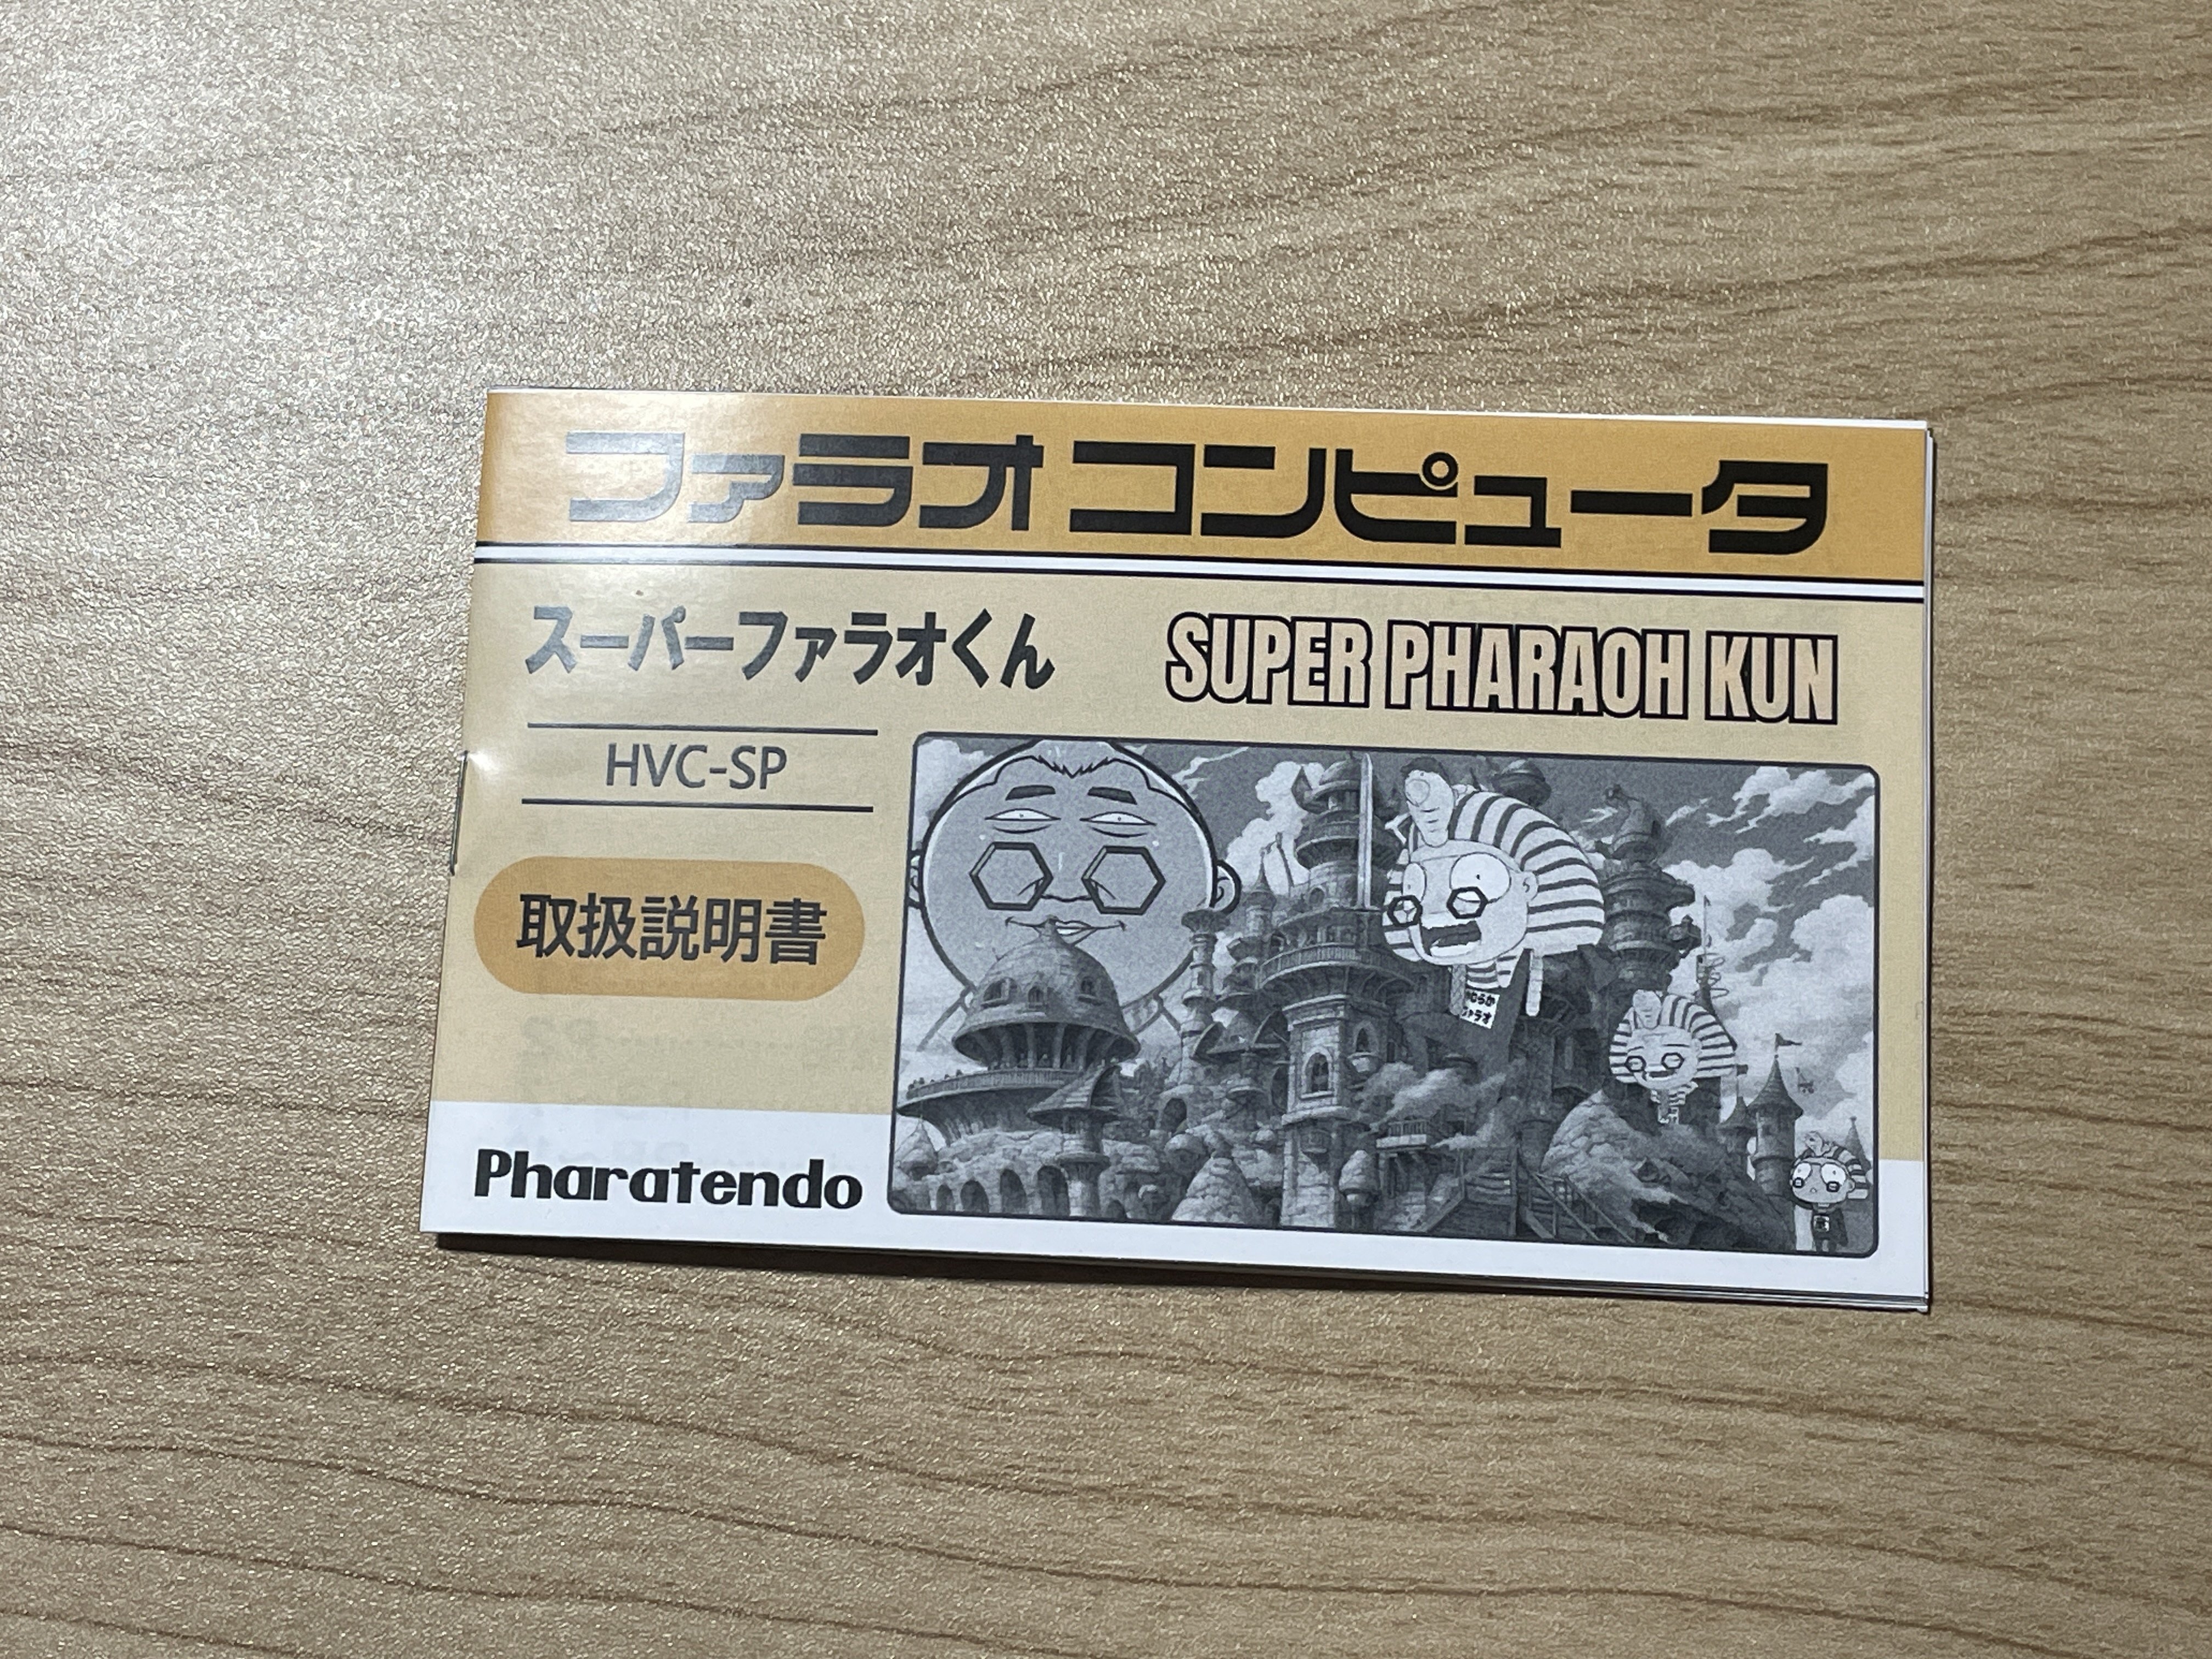 ファラオコンピュータ
スーパーファラオくん
SUPER PHARAOH KUN
HVC-SP
取扱説明書
Pharatendo